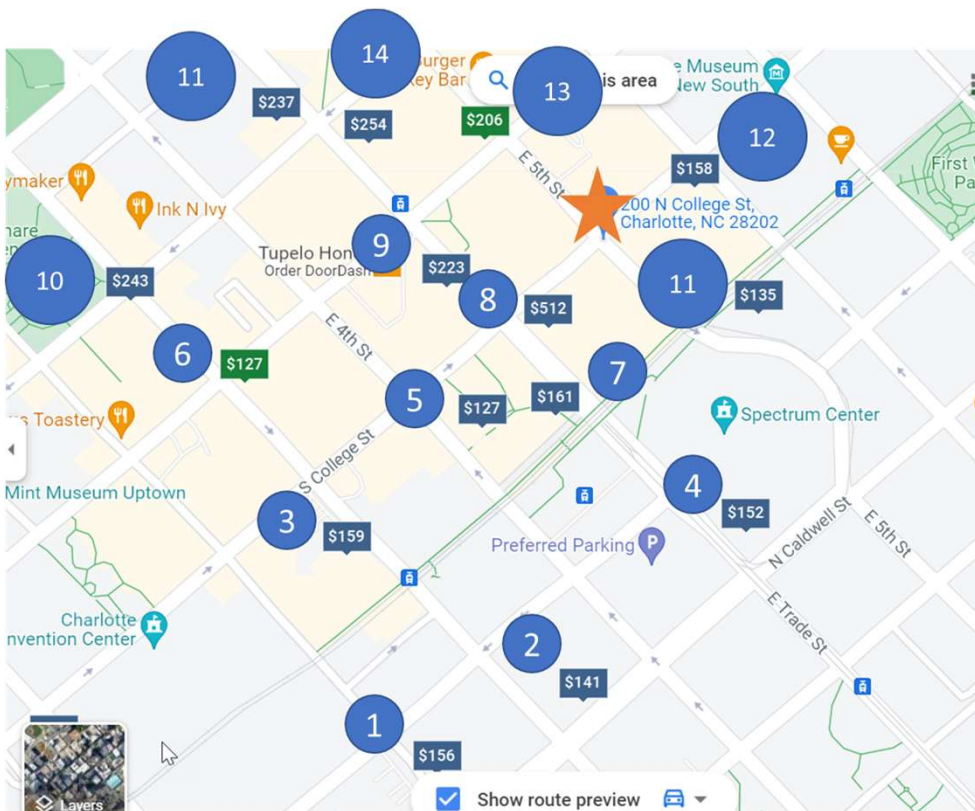 14
urger
ey Bar
is area
e Museum
New South
11
$237
$254
$206
13
12
First W
Pa
E 5th St
$158
ymaker
Ink N Ivy
200 N College St,
Charlotte, NC 28202
9
Tupelo Hon
Order DoorDash
$223
8
$512
11
$135
10
$243
E 4th St
6
$127
7
5
$127
$161
s Toastery
Spectrum Center
S College St
4
$152
Mint Museum Uptown
3
$159
Preferred Parking
P
N Caldwell St
E 5th St
E Trade St
Charlotte
nvention Center
2
$141
1
$156
Layers
Show route preview